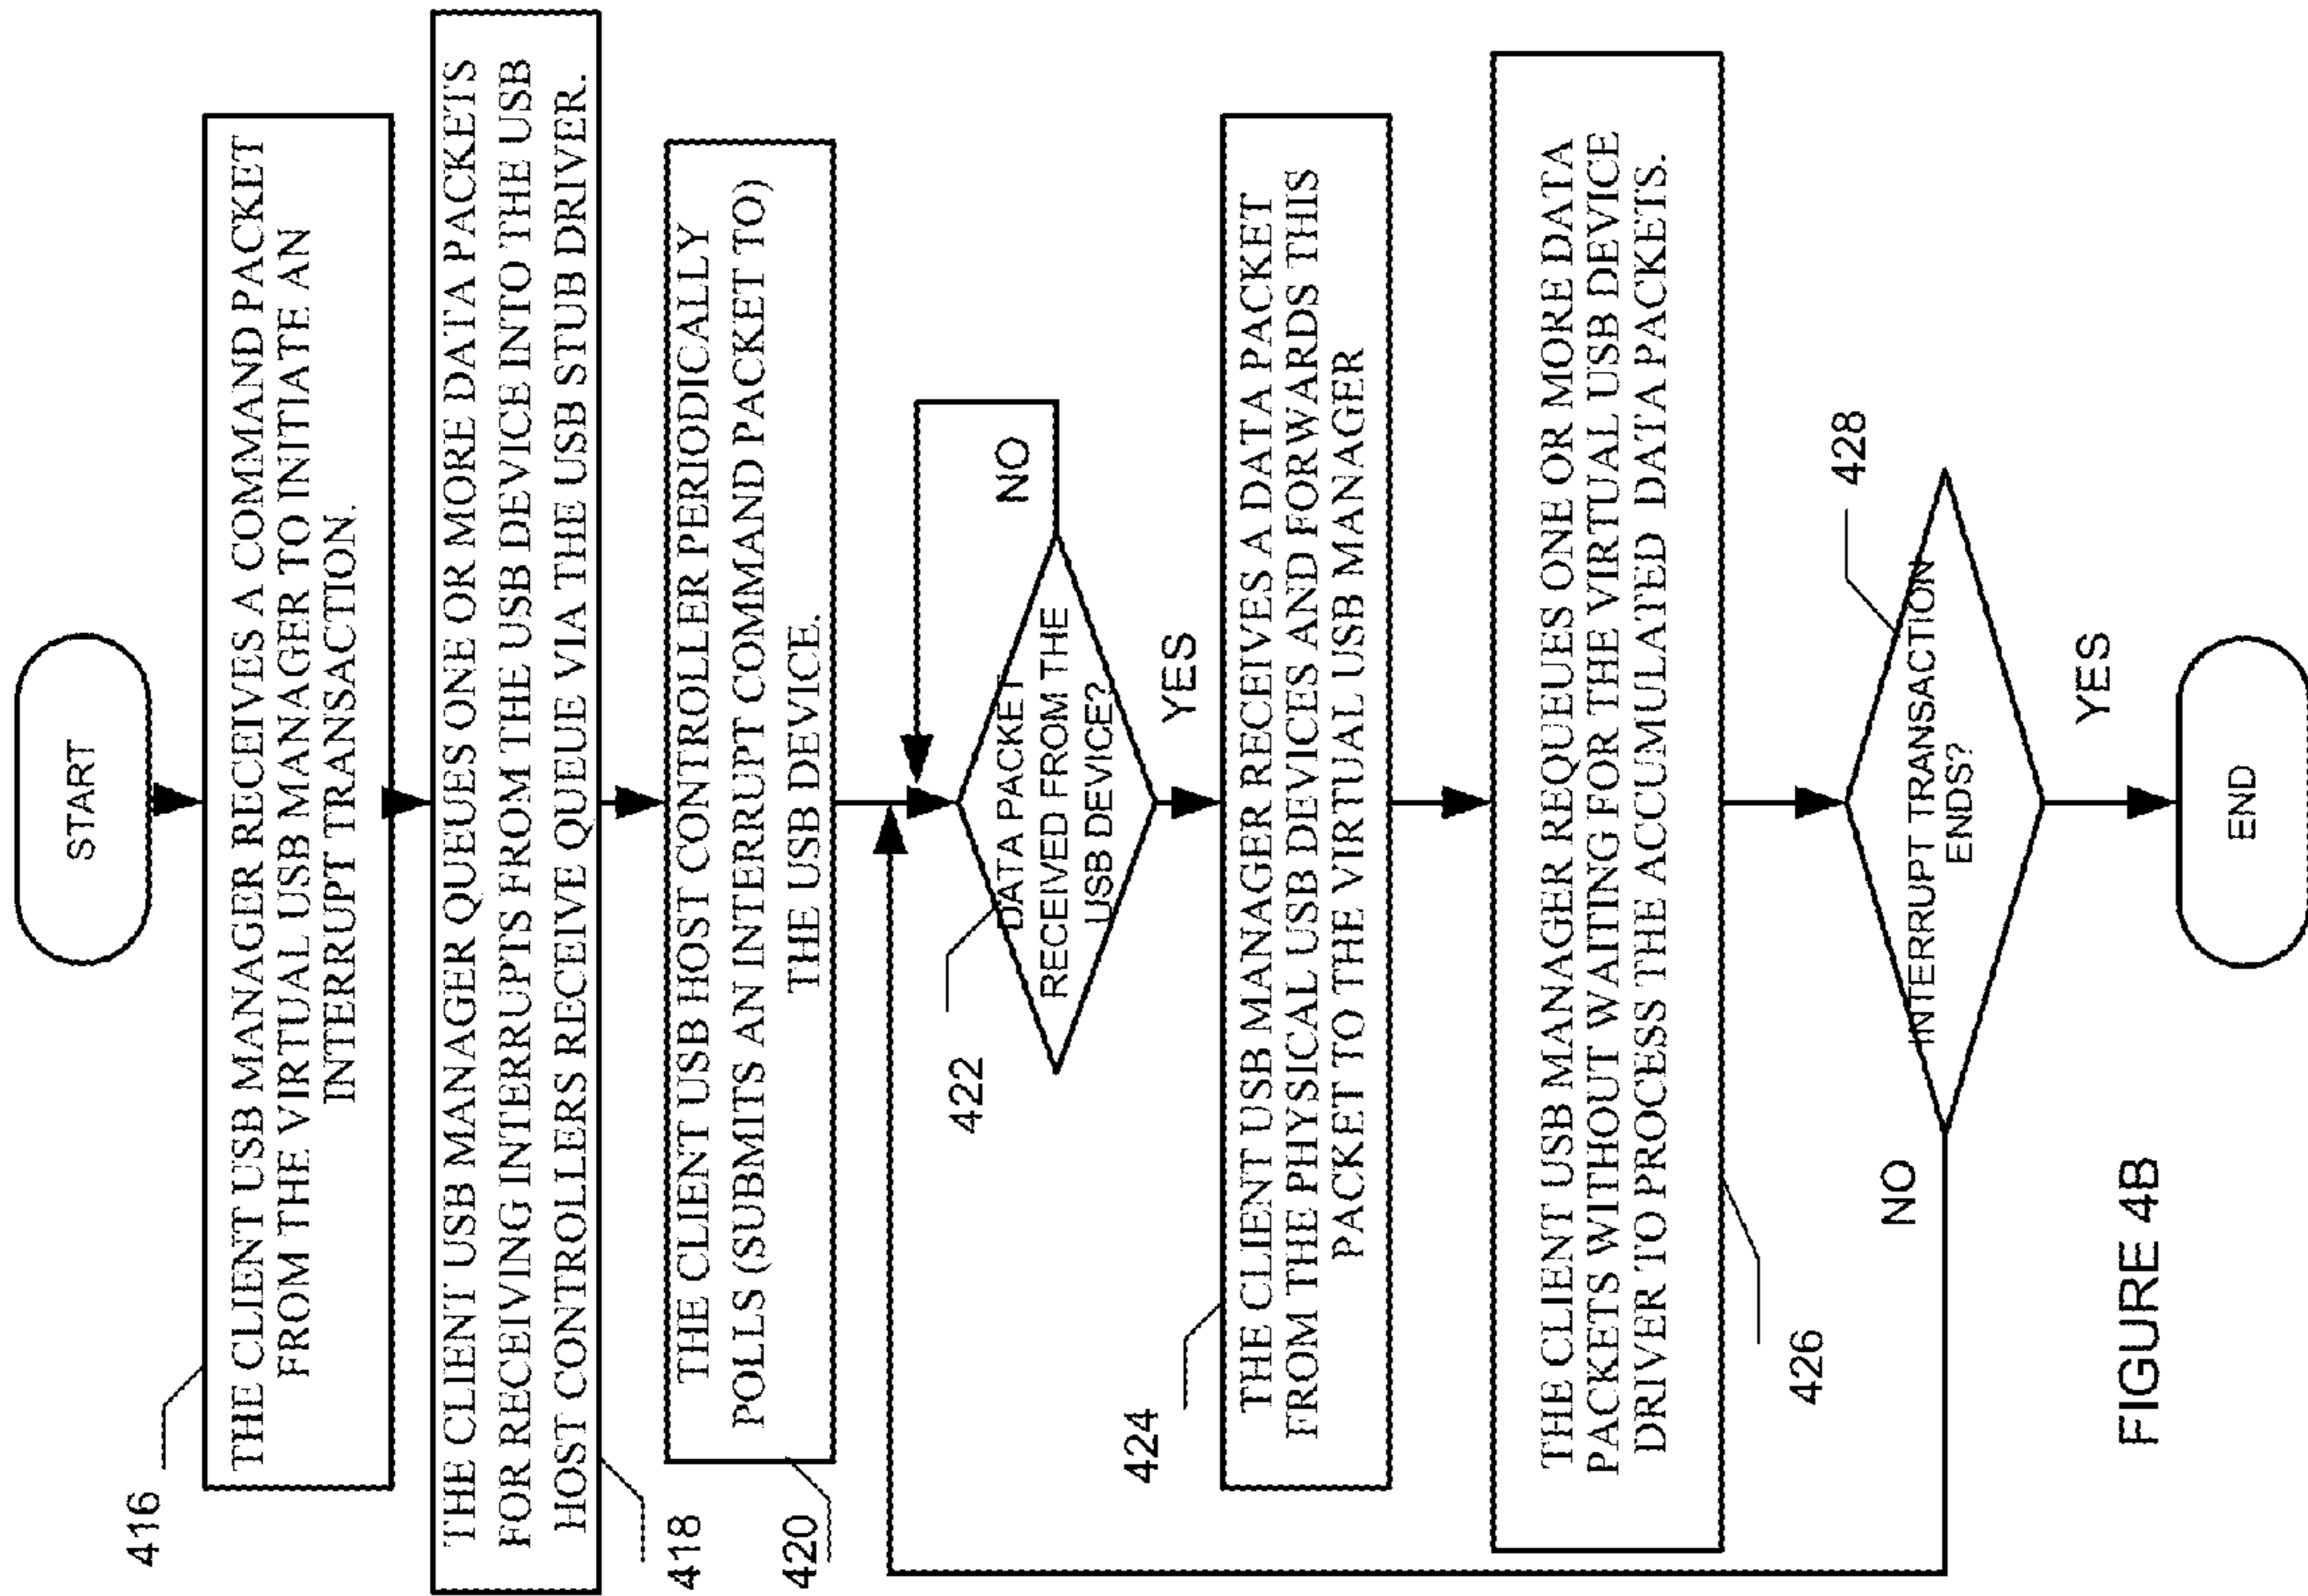 START
416
THE CLIENT USB MANAGER RECEIVES A COMMAND PACKET
FROM THE VIRTUAL USB MANAGER TO INITIATE AN
INTERRUPT TRANSACTION.
THE CLIENT USB MANAGER QUEUES ONE OR MORE DATA PACKETS
FOR RECEIVING INTERRUPTS FROM THE USB DEVICE INTO THE USB
HOST CONTROLLERS RECEIVE QUEUE VIA THE USB STUB DRIVER.
418
THE CLIENT USB HOST CONTROLLER PERIODICALLY
POLLS (SUBMITS AN INTERRUPT COMMAND PACKET TO)
THE USB DEVICE.
420
422
DATA PACKET
RECEIVED FROM THE
USB DEVICE?
NO
YES
424
THE CLIENT USB MANAGER RECEIVES A DATA PACKET
FROM THE PHYSICAL USB DEVICES AND FORWARDS THIS
PACKET TO THE VIRTUAL USB MANAGER
THE CLIENT USB MANAGER REQUEUES ONE OR MORE DATA
PACKETS WITHOUT WAITING FOR THE VIRTUAL USB DEVICE
DRIVER TO PROCESS THE ACCUMULATED DATA PACKETS.
426
428
INTERRUPT TRANSACTION
ENDS?
NO
YES
END
FIGURE 4B